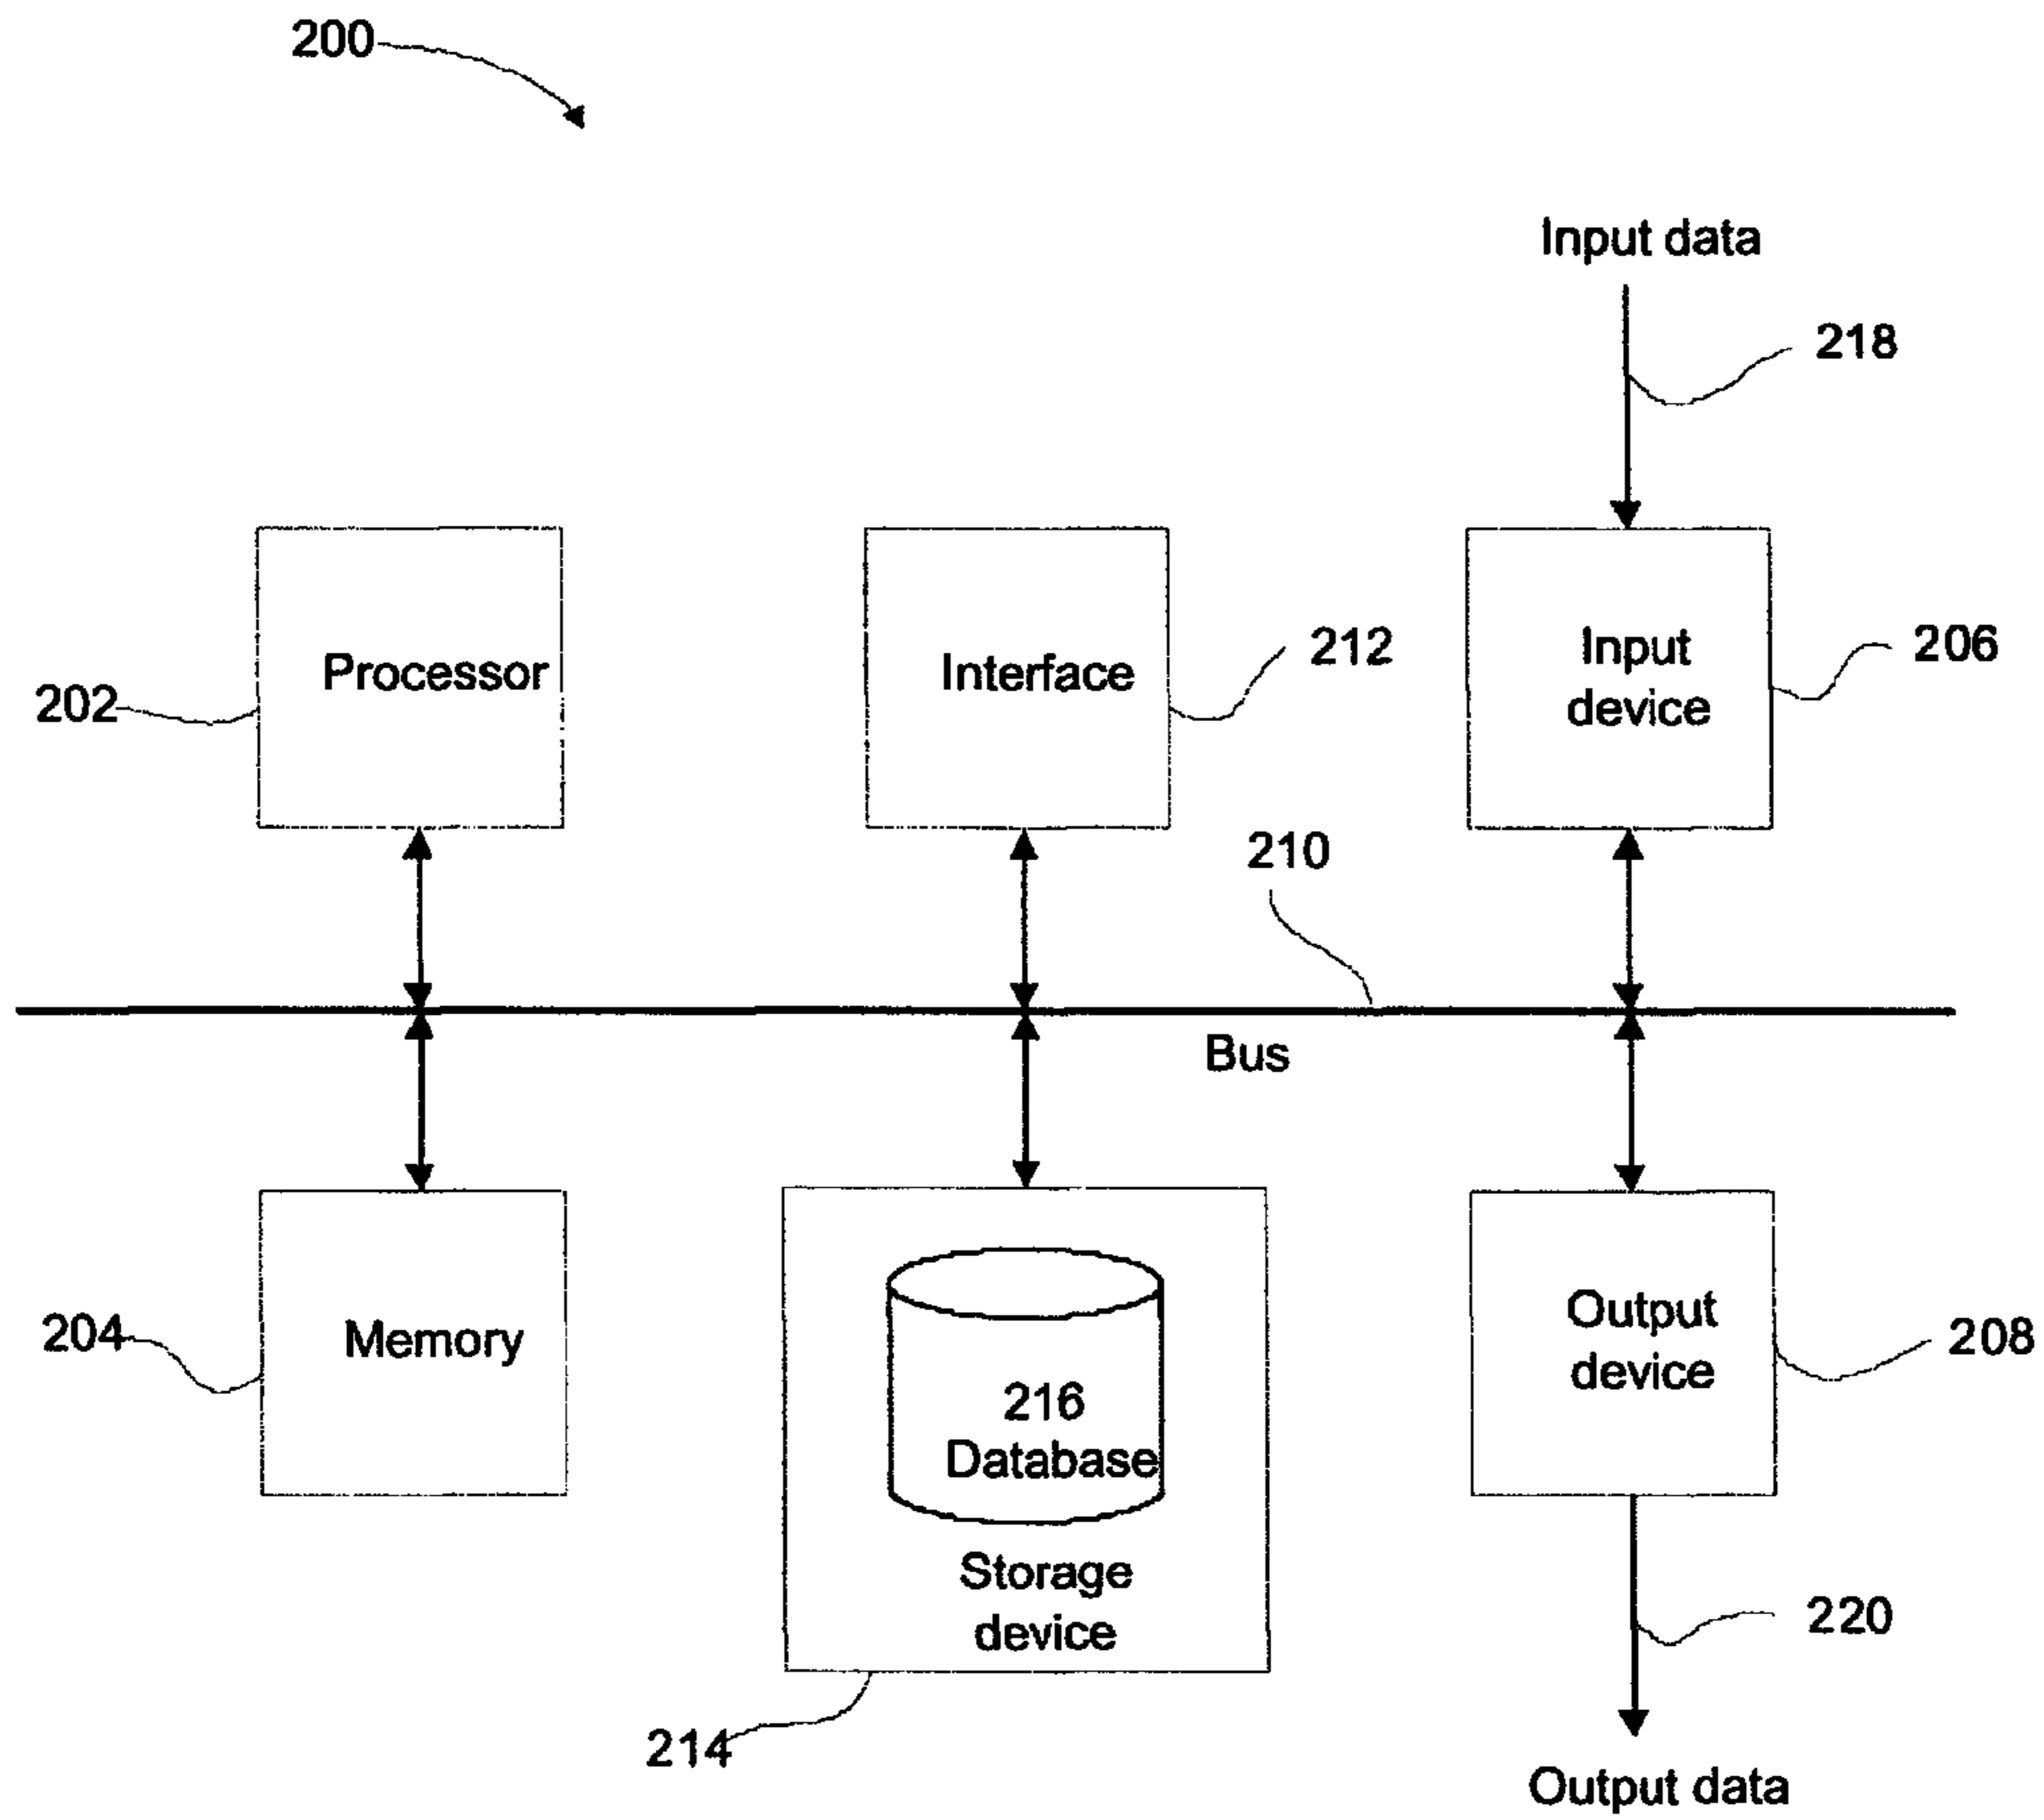 200
Input data
218
Processor
202
Interface
212
Input
device
206
210
Bus
204
Memory
216
Database
Storage
device
214
Output
device
208
220
Output data